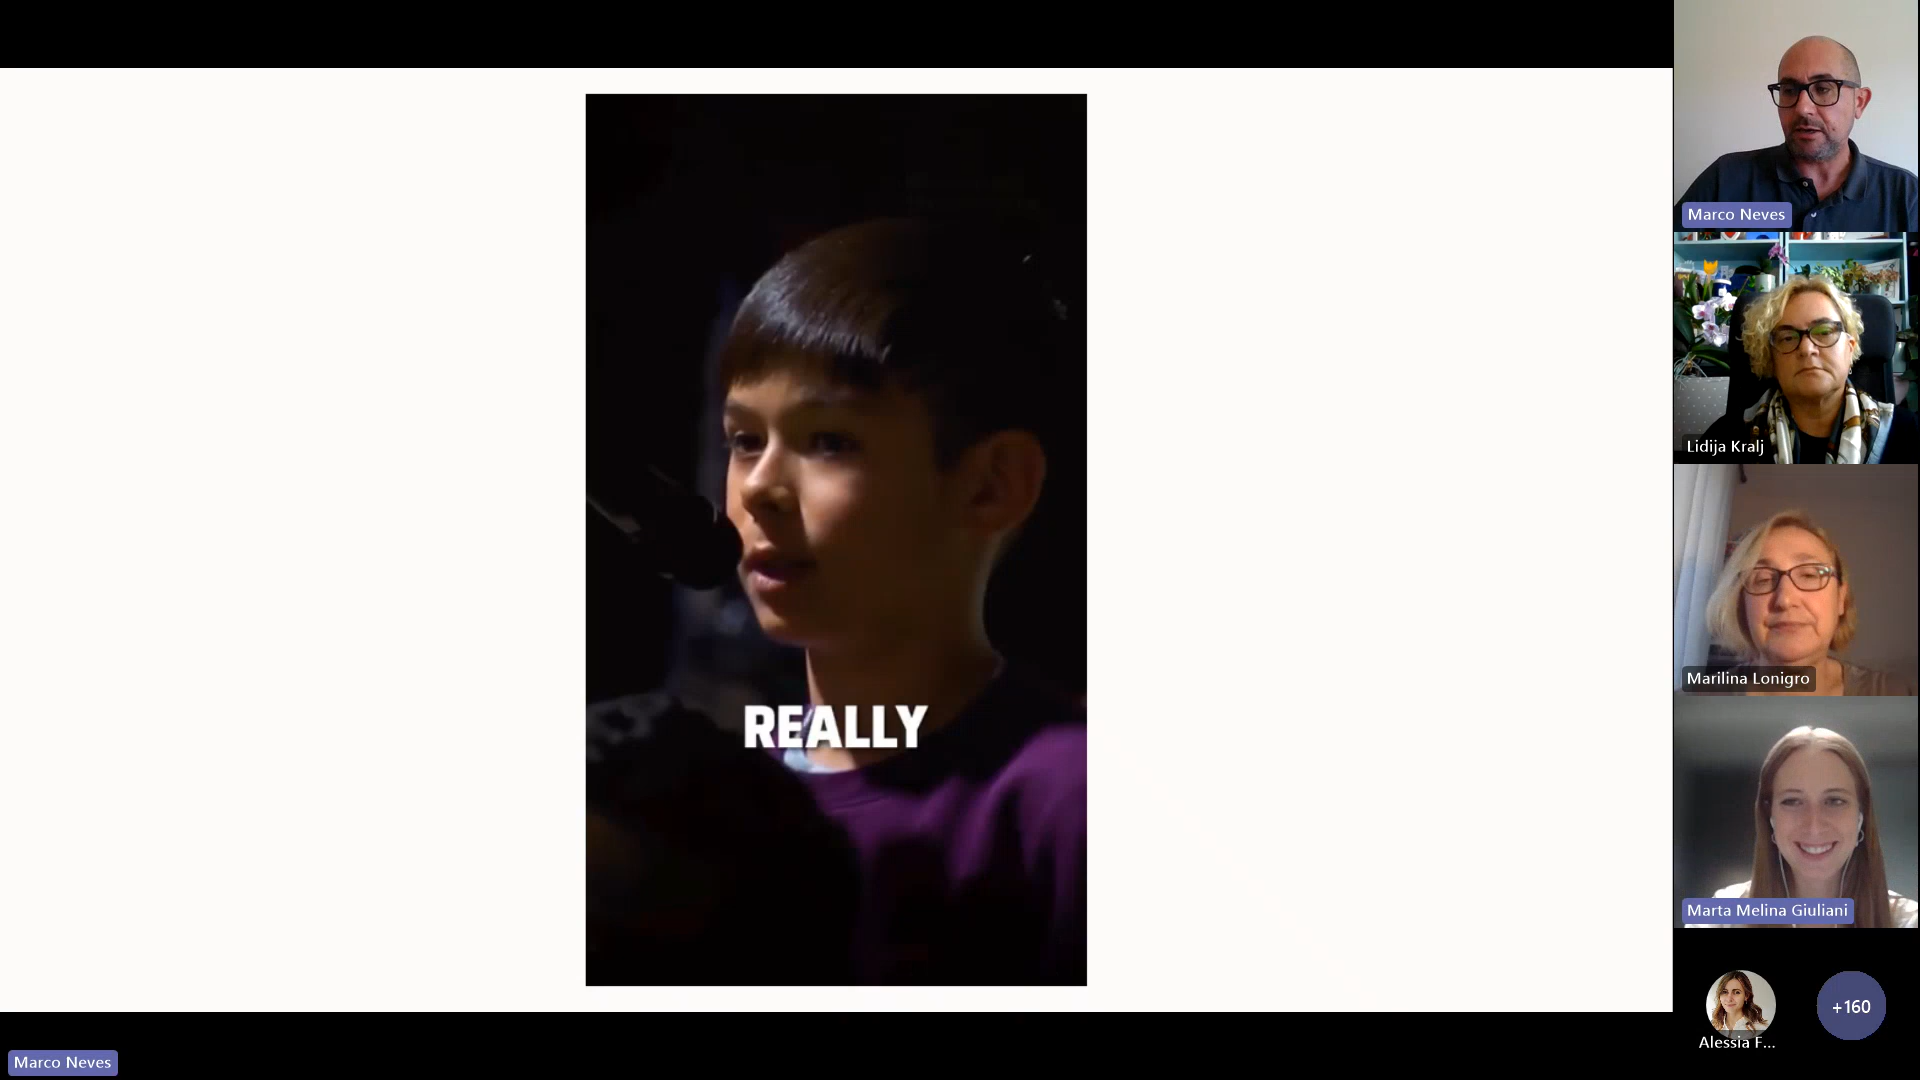 REALLY
Marco Neves
Lidija Kralj
Marilina Lonigro
Marta Melina Giuliani
Alessia F...
+160
Marco Neves